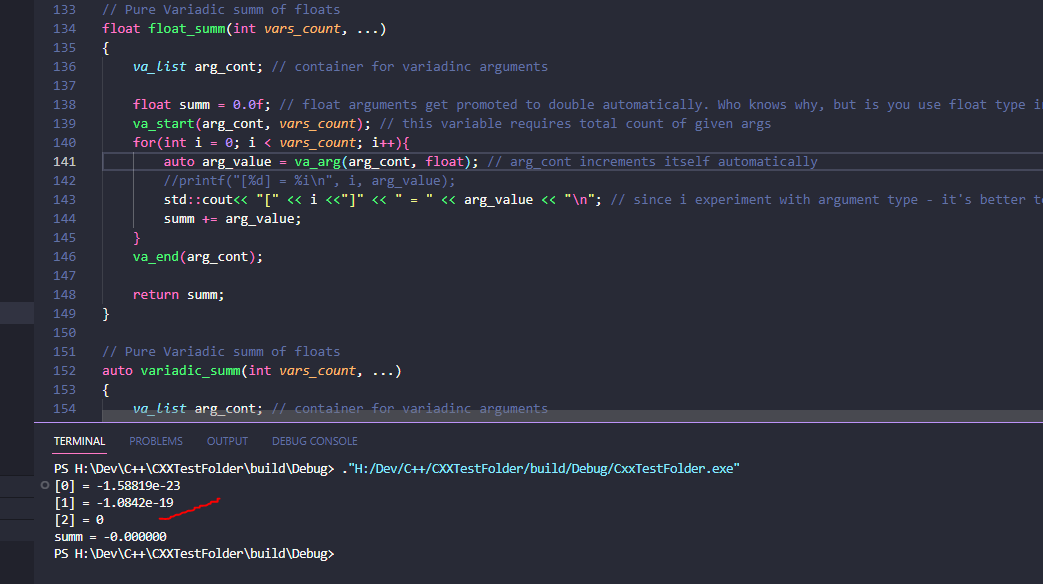 133 // Pure Variadic summ of floats
134 float float_summ(int vars_count, ...)
135 {
136 va_list arg_cont; // container for variadinc arguments
137
138 float summ = 0.0f; // float arguments get promoted to double automatically. Who knows why, but is you use float type
139 va_start(arg_cont, vars_count); // this variable requires total count of given args
140 for(int i = 0; i < vars_count; i++){
141 auto arg_value = va_arg(arg_cont, float); // arg_cont increments itself automatically
142 //printf("[%d] = %i\n", i, arg_value);
143 std::cout<< "[" << i <<"]" << " = " << arg_value << "\n"; // since i experiment with argument type - it's better
144 summ += arg_value;
145 }
146 va_end(arg_cont);
147
148 return summ;
149 }
150
151 // Pure Variadic summ of floats
152 auto variadic_summ(int vars_count, ...)
153 {
154 va_list arg_cont; // container for variadinc arguments
TERMINAL PROBLEMS OUTPUT DEBUG CONSOLE
PS H:\Dev\C++\CXXTestFolder\build\Debug> ."H:/Dev/C++/CXXTestFolder/build/Debug/CxxTestFolder.exe"
[0] = -1.58819e-23
[1] = -1.0842e-19
[2] = 0
summ = -0.000000
PS H:\Dev\C++\CXXTestFolder\build\Debug>